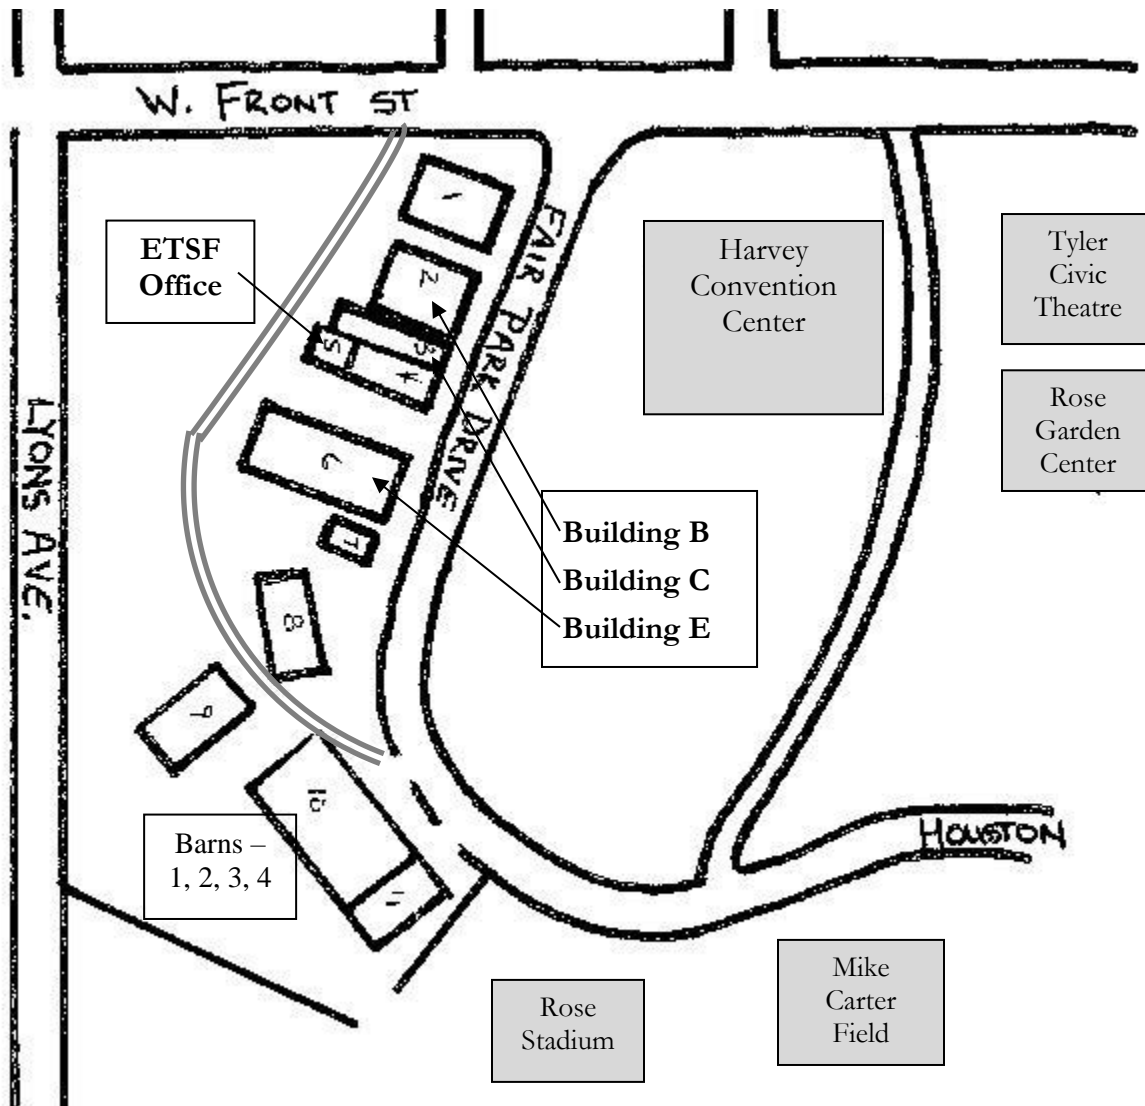 W. FRONT ST
1
ETSF
Office
2
3
5
4
FAIR PARK DRIVE
Harvey
Convention
Center
Tyler
Civic
Theatre
Rose
Garden
Center
LYONS AVE.
6
7
Building B
Building C
Building E
8
9
10
Barns –
1, 2, 3, 4
11
HOUSTON
Rose
Stadium
Mike
Carter
Field